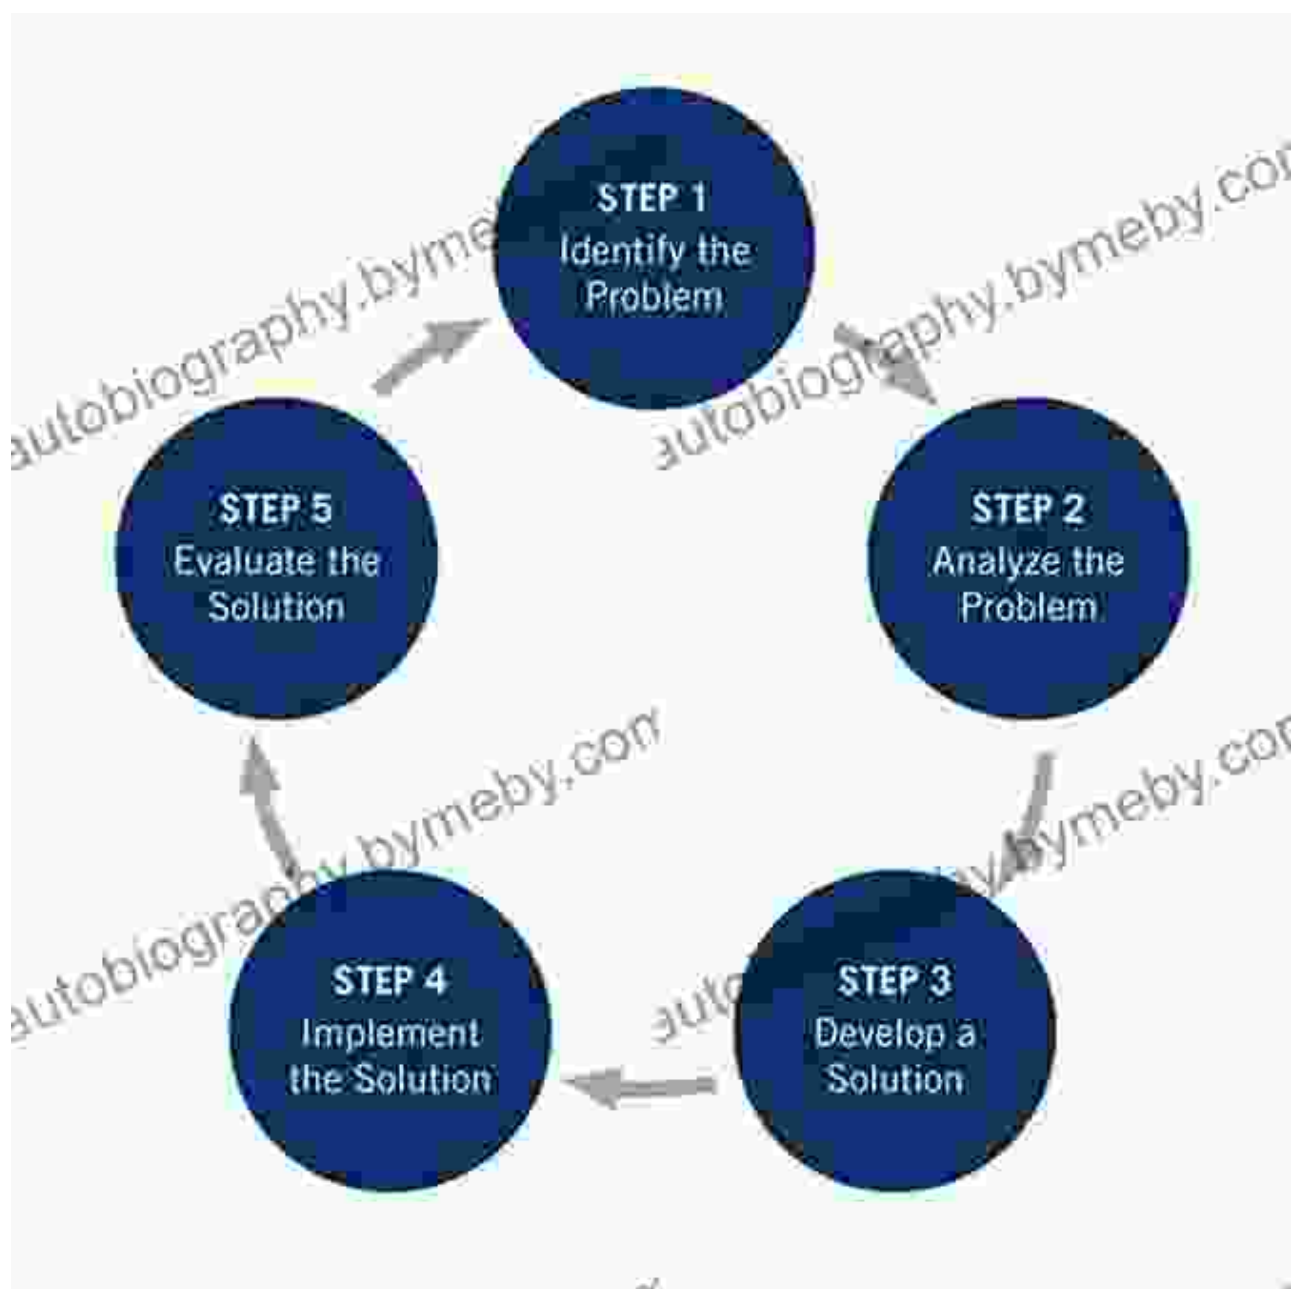 STEP 1
Identify the
Problem
STEP 2
Analyze the
Problem
STEP 3
Develop a
Solution
STEP 4
Implement
the Solution
STEP 5
Evaluate the
Solution
autobiography.byme
autobiography.bymeby.com
autobiography.bymeby.com
bymeby.com